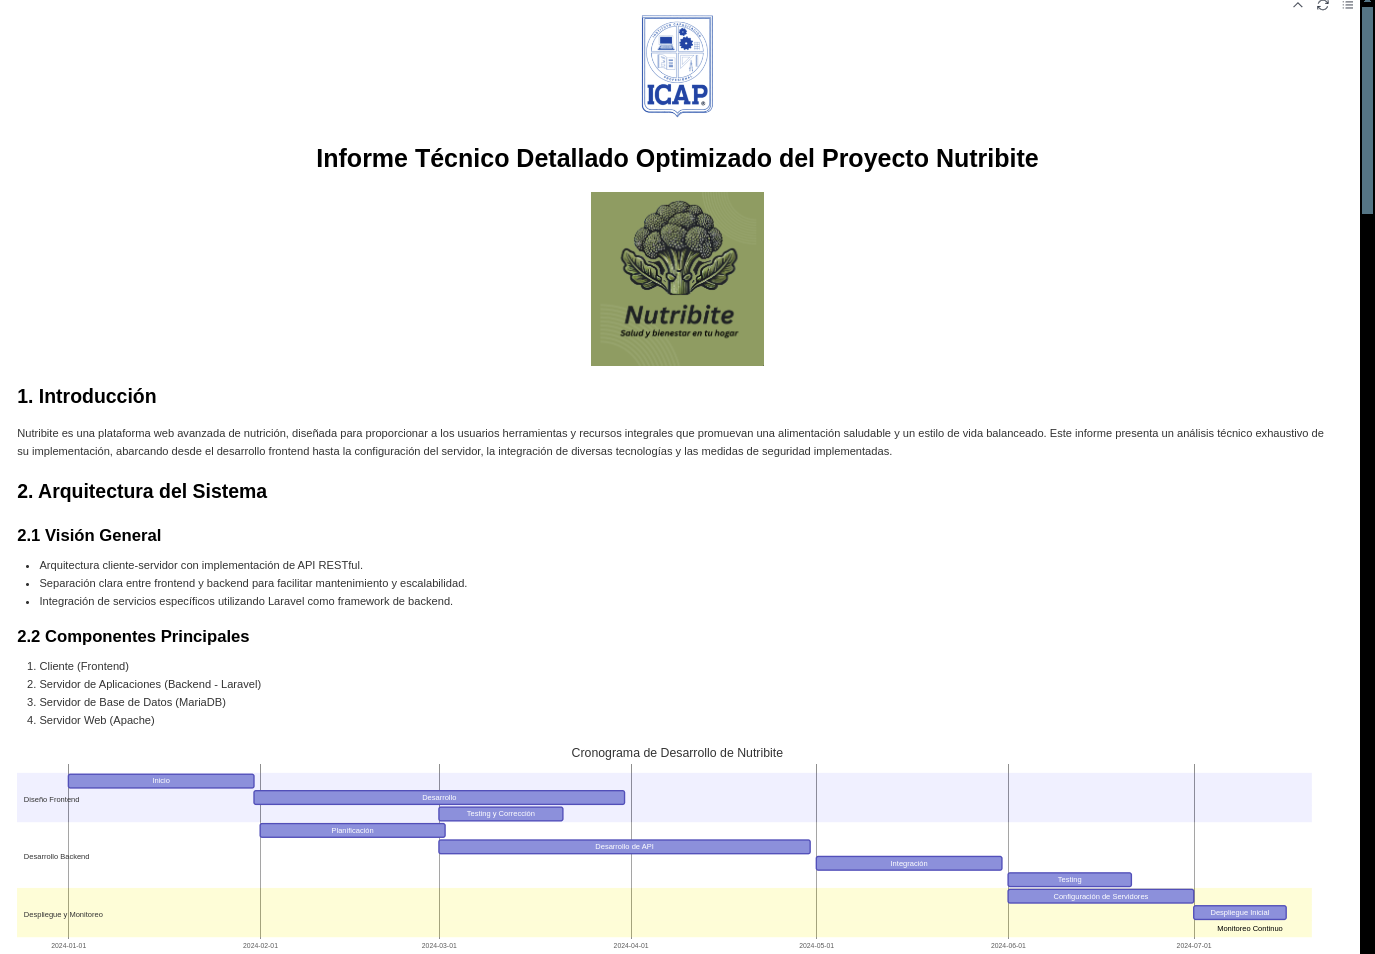 ICAP®
Informe Técnico Detallado Optimizado del Proyecto Nutribite
Nutribite
Salud y bienestar en tu hogar
1. Introducción
Nutribite es una plataforma web avanzada de nutrición, diseñada para proporcionar a los usuarios herramientas y recursos integrales que promuevan una alimentación saludable y un estilo de vida balanceado. Este informe presenta un análisis técnico exhaustivo de
su implementación, abarcando desde el desarrollo frontend hasta la configuración del servidor, la integración de diversas tecnologías y las medidas de seguridad implementadas.
2. Arquitectura del Sistema
2.1 Visión General
• Arquitectura cliente-servidor con implementación de API RESTful.
• Separación clara entre frontend y backend para facilitar mantenimiento y escalabilidad.
• Integración de servicios específicos utilizando Laravel como framework de backend.
2.2 Componentes Principales
1. Cliente (Frontend)
2. Servidor de Aplicaciones (Backend - Laravel)
3. Servidor de Base de Datos (MariaDB)
4. Servidor Web (Apache)
Cronograma de Desarrollo de Nutribite
Inicio
Diseño Frontend
Desarrollo
Testing y Corrección
Planificación
Desarrollo de API
Desarrollo Backend
Integración
Testing
Configuración de Servidores
Despliegue y Monitoreo
Despliegue Inicial
Monitoreo Continuo
2024-01-01 2024-02-01 2024-03-01 2024-04-01 2024-05-01 2024-06-01 2024-07-01